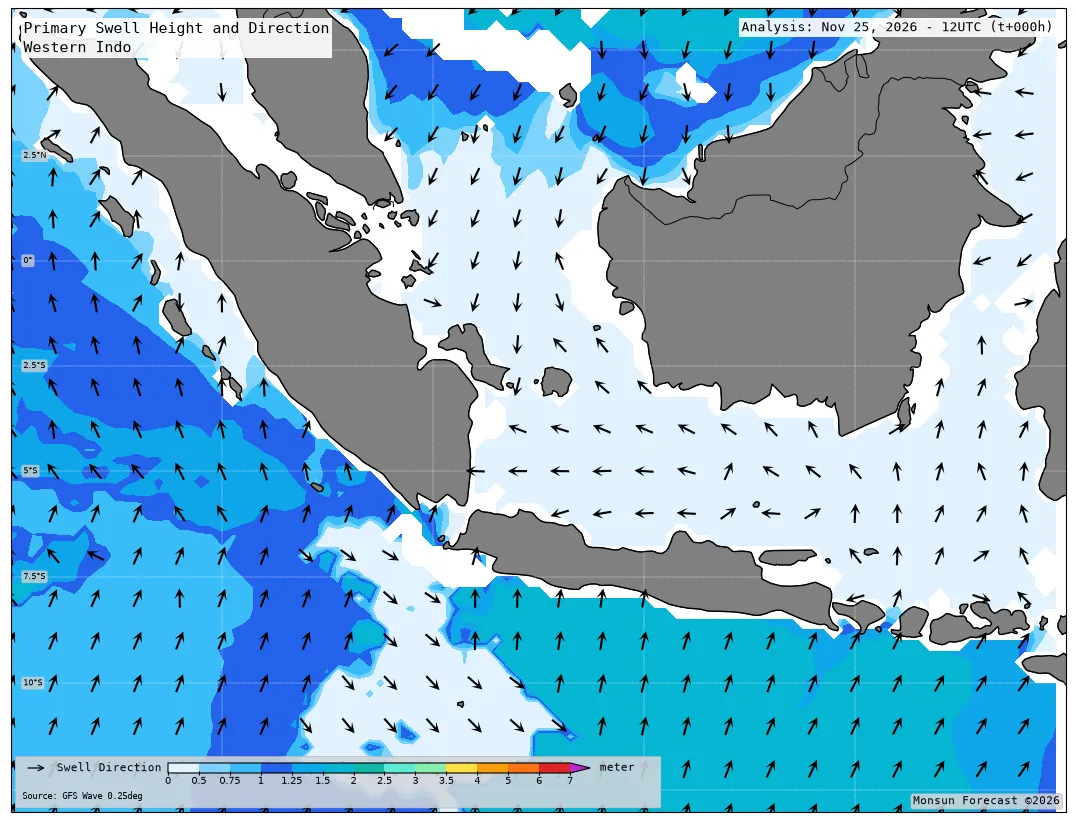 Primary Swell Height and Direction
Western Indo
Analysis: Nov 25, 2026 - 12UTC (t+000h)
2.5°N
0°
2.5°S
5°S
7.5°S
10°S
Swell Direction
0 0.5 0.75 1 1.25 1.5 2 2.5 3 3.5 4 5 6 7
meter
Source: GFS Wave 0.25deg
Monsun Forecast ©2026